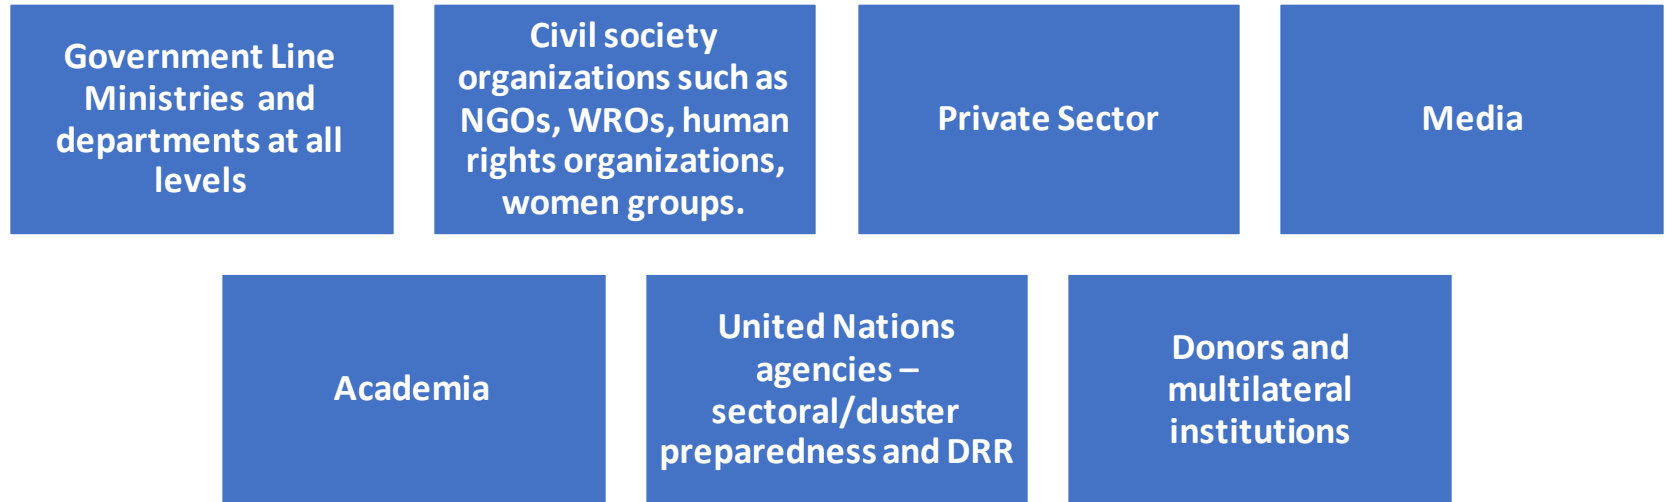 Government Line
Ministries and
departments at all
levels
Civil society
organizations such as
NGOs, WROs, human
rights organizations,
women groups.
Private Sector
Media
Academia
United Nations
agencies –
sectoral/cluster
preparedness and DRR
Donors and
multilateral
institutions